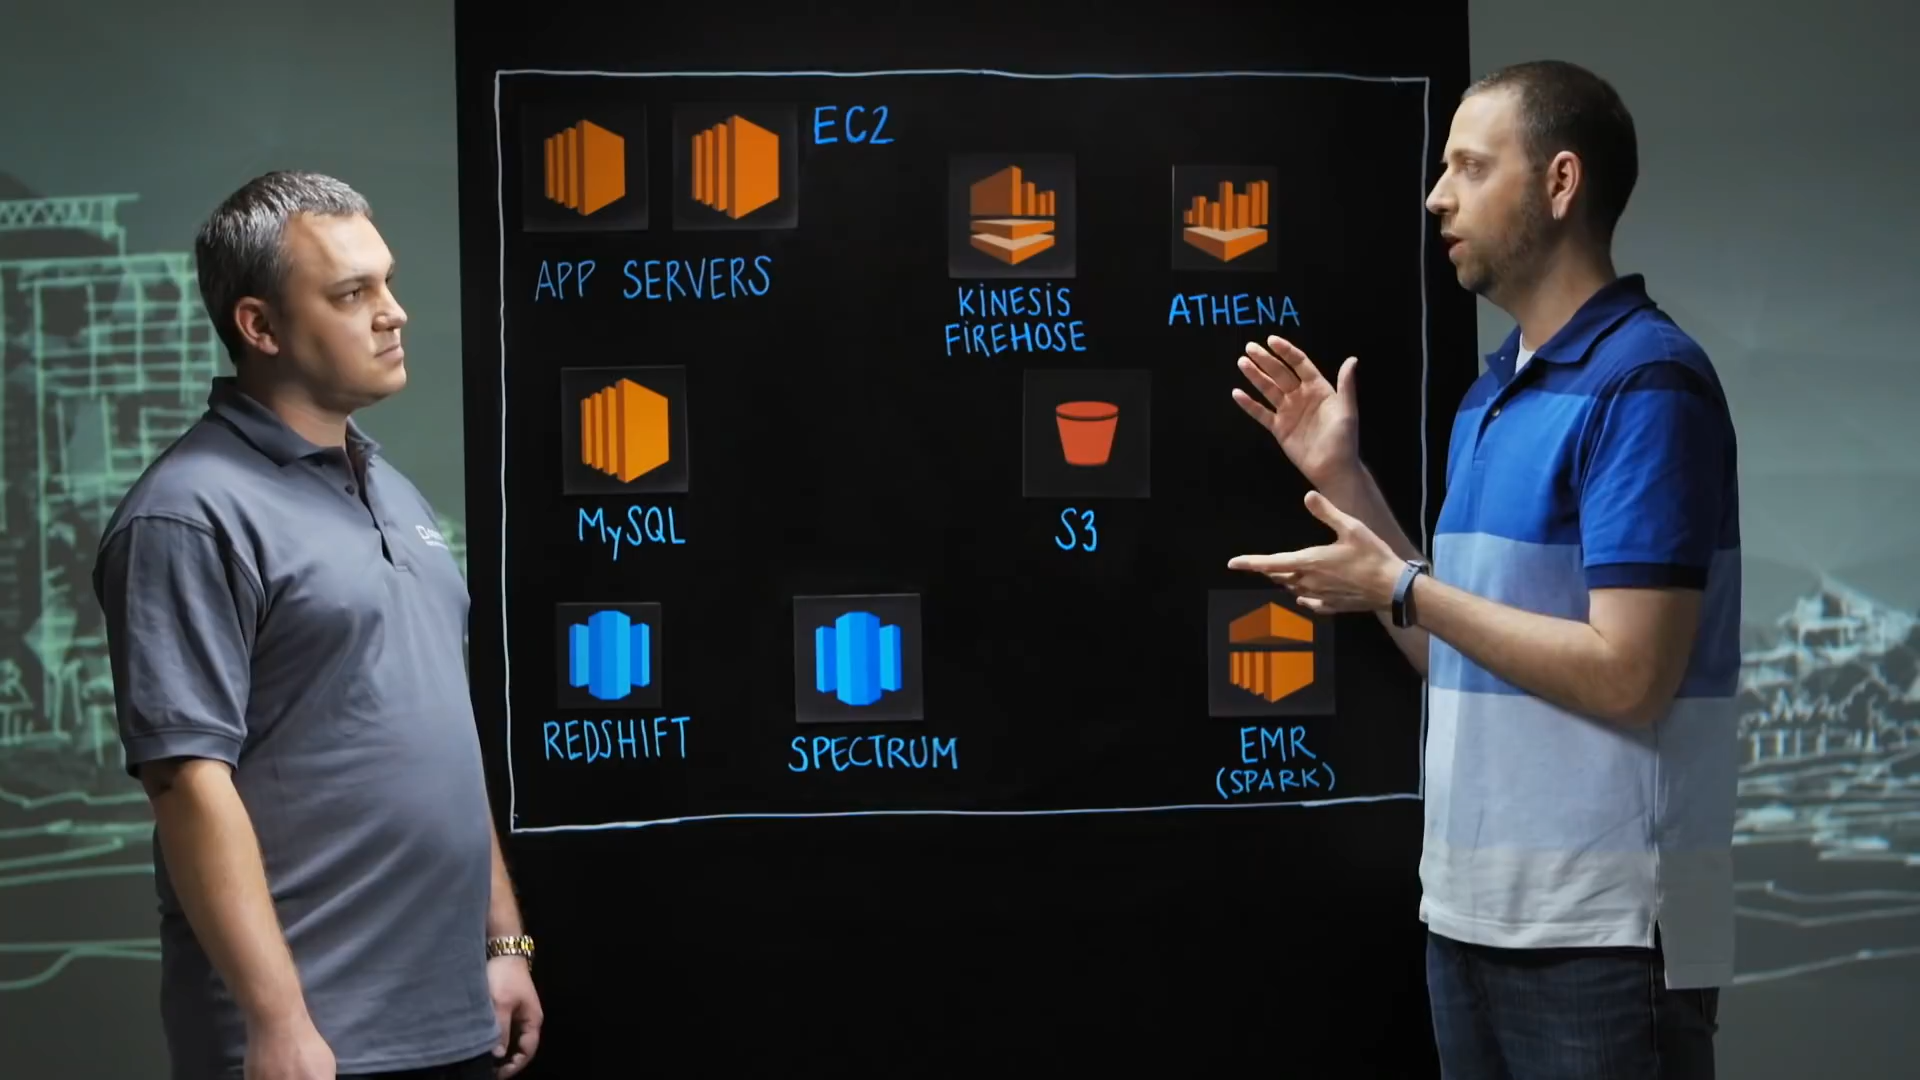 EC2
APP SERVERS
KINESIS
FIREHOSE
ATHENA
MySQL
S3
REDSHIFT
SPECTRUM
EMR
(SPARK)